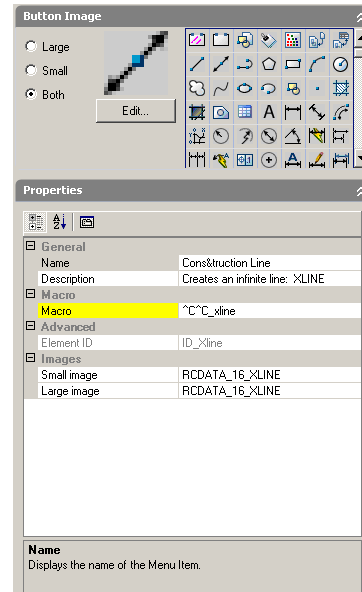 Button Image
Large
Small
Both
Edit...
Properties
General
Name Cons&truction Line
Description Creates an infinite line: XLINE
Macro
Macro ^C^C_xline
Advanced
Element ID ID_Xline
Images
Small image RCDATA_16_XLINE
Large image RCDATA_16_XLINE
Name
Displays the name of the Menu Item.